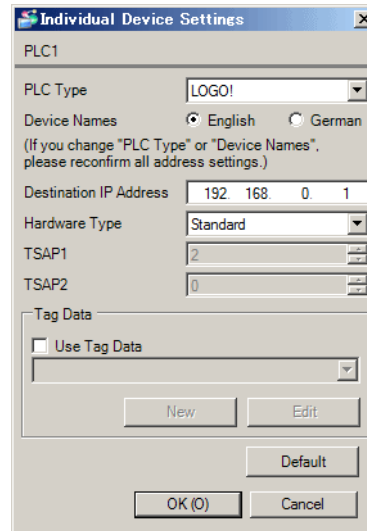 Individual Device Settings
PLC1
PLC Type LOGO!
Device Names English German
(If you change "PLC Type" or "Device Names",
please reconfirm all address settings.)
Destination IP Address 192. 168. 0. 1
Hardware Type Standard
TSAP1 2
TSAP2 0
Tag Data
Use Tag Data
New Edit
Default
OK (O) Cancel